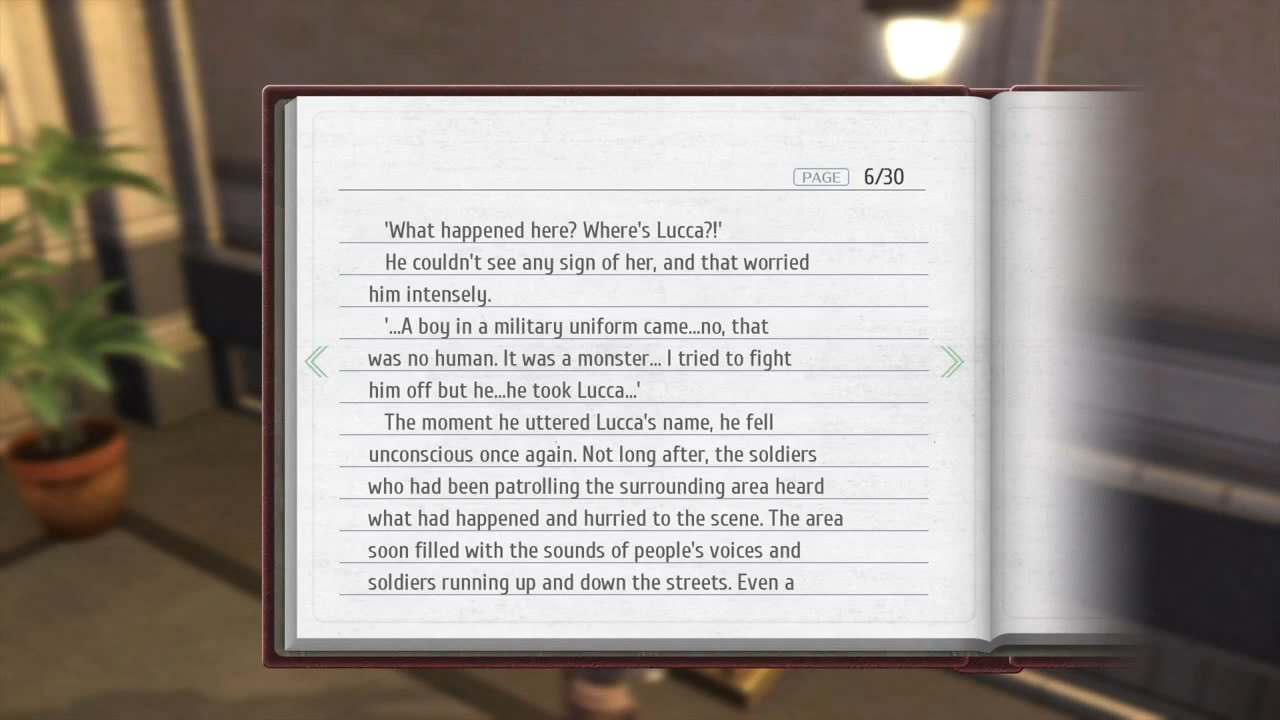 PAGE 6/30
'What happened here? Where's Lucca?!'
He couldn't see any sign of her, and that worried
him intensely.
'...A boy in a military uniform came...no, that
was no human. It was a monster... I tried to fight
him off but he...he took Lucca...'
The moment he uttered Lucca's name, he fell
unconscious once again. Not long after, the soldiers
who had been patrolling the surrounding area heard
what had happened and hurried to the scene. The area
soon filled with the sounds of people's voices and
soldiers running up and down the streets. Even a